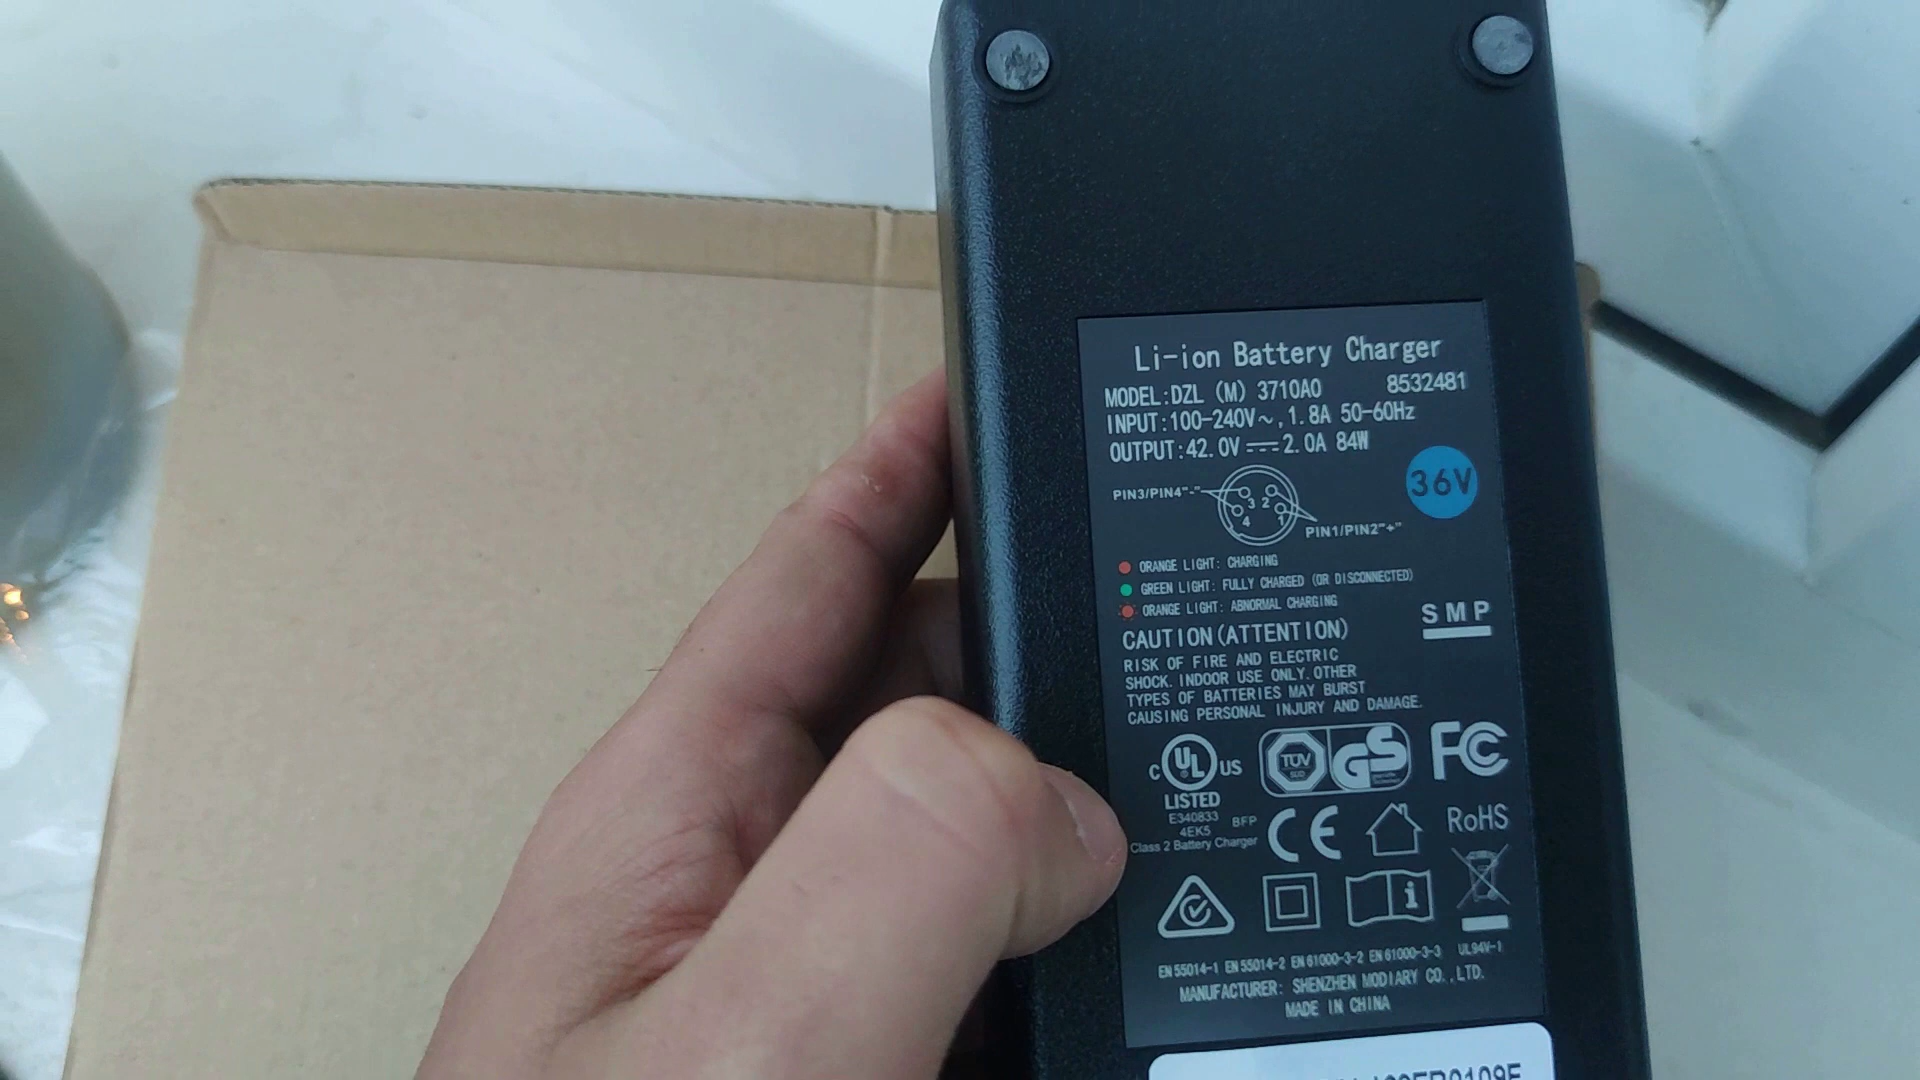 Li-ion Battery Charger
MODEL:DZL (M) 3710A0 8532481
INPUT:100-240V~,1.8A 50-60Hz
OUTPUT:42.0V⎓2.0A 84W
36V
PIN3/PIN4"-"
3 2
4 1
PIN1/PIN2"+"
ORANGE LIGHT: CHARGING
GREEN LIGHT: FULLY CHARGED (OR DISCONNECTED)
ORANGE LIGHT: ABNORMAL CHARGING
SMP
CAUTION(ATTENTION)
RISK OF FIRE AND ELECTRIC
SHOCK. INDOOR USE ONLY. OTHER
TYPES OF BATTERIES MAY BURST
CAUSING PERSONAL INJURY AND DAMAGE.
C UL US
LISTED
E340833
4EK5
BFP
Class 2 Battery Charger
TÜV
SÜD
GS
FC
CE
RoHS
i
EN 55014-1 EN 55014-2 EN 61000-3-2 EN 61000-3-3 UL94V-1
MANUFACTURER: SHENZHEN MODIARY CO.,LTD.
MADE IN CHINA